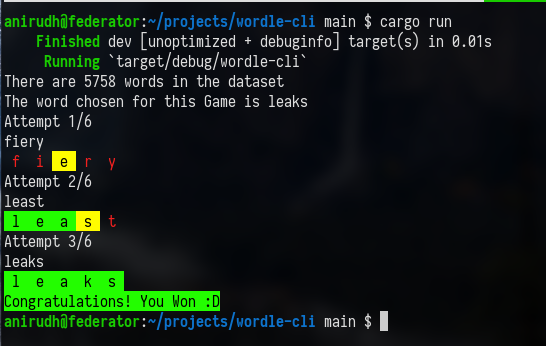 anirudh@federator:~/projects/wordle-cli main $ cargo run
Finished dev [unoptimized + debuginfo] target(s) in 0.01s
Running `target/debug/wordle-cli`
There are 5758 words in the dataset
The word chosen for this Game is leaks
Attempt 1/6
fiery
f i e r y
Attempt 2/6
least
l e a s t
Attempt 3/6
leaks
l e a k s
Congratulations! You Won :D
anirudh@federator:~/projects/wordle-cli main $